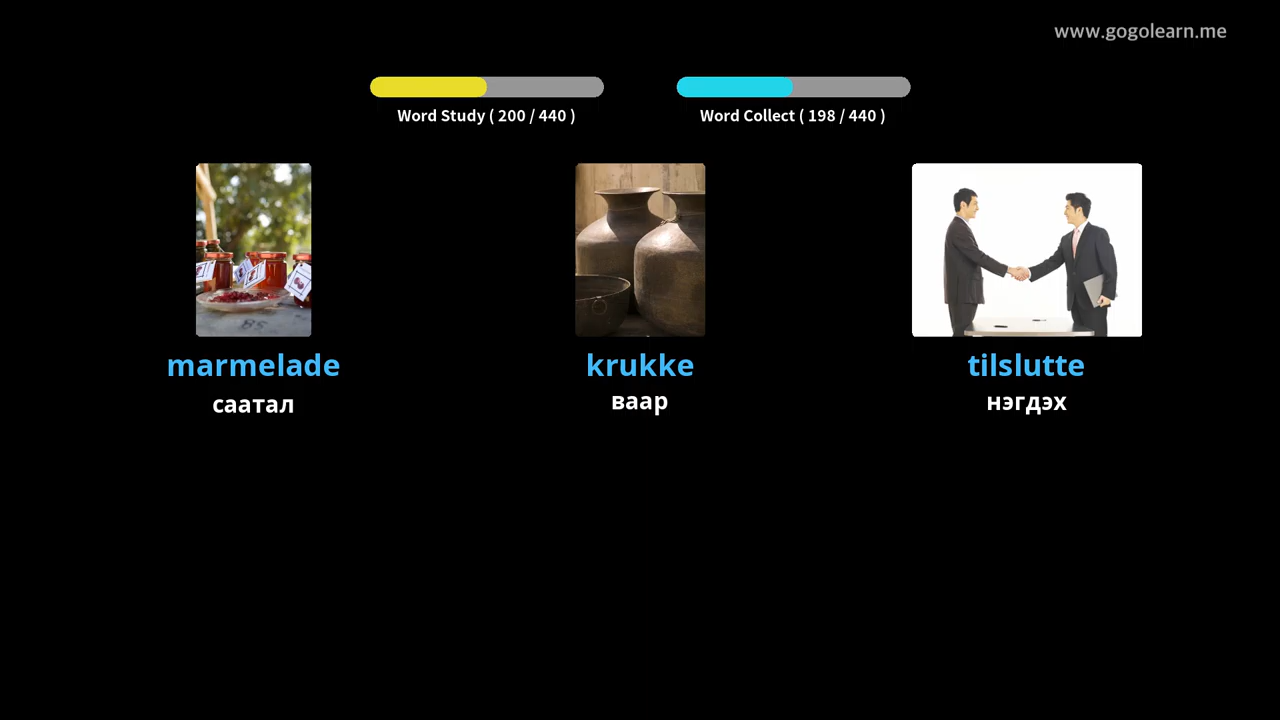 www.gogolearn.me
Word Study ( 200 / 440 )
Word Collect ( 198 / 440 )
marmelade
krukke
tilslutte
саатал
ваар
нэгдэх